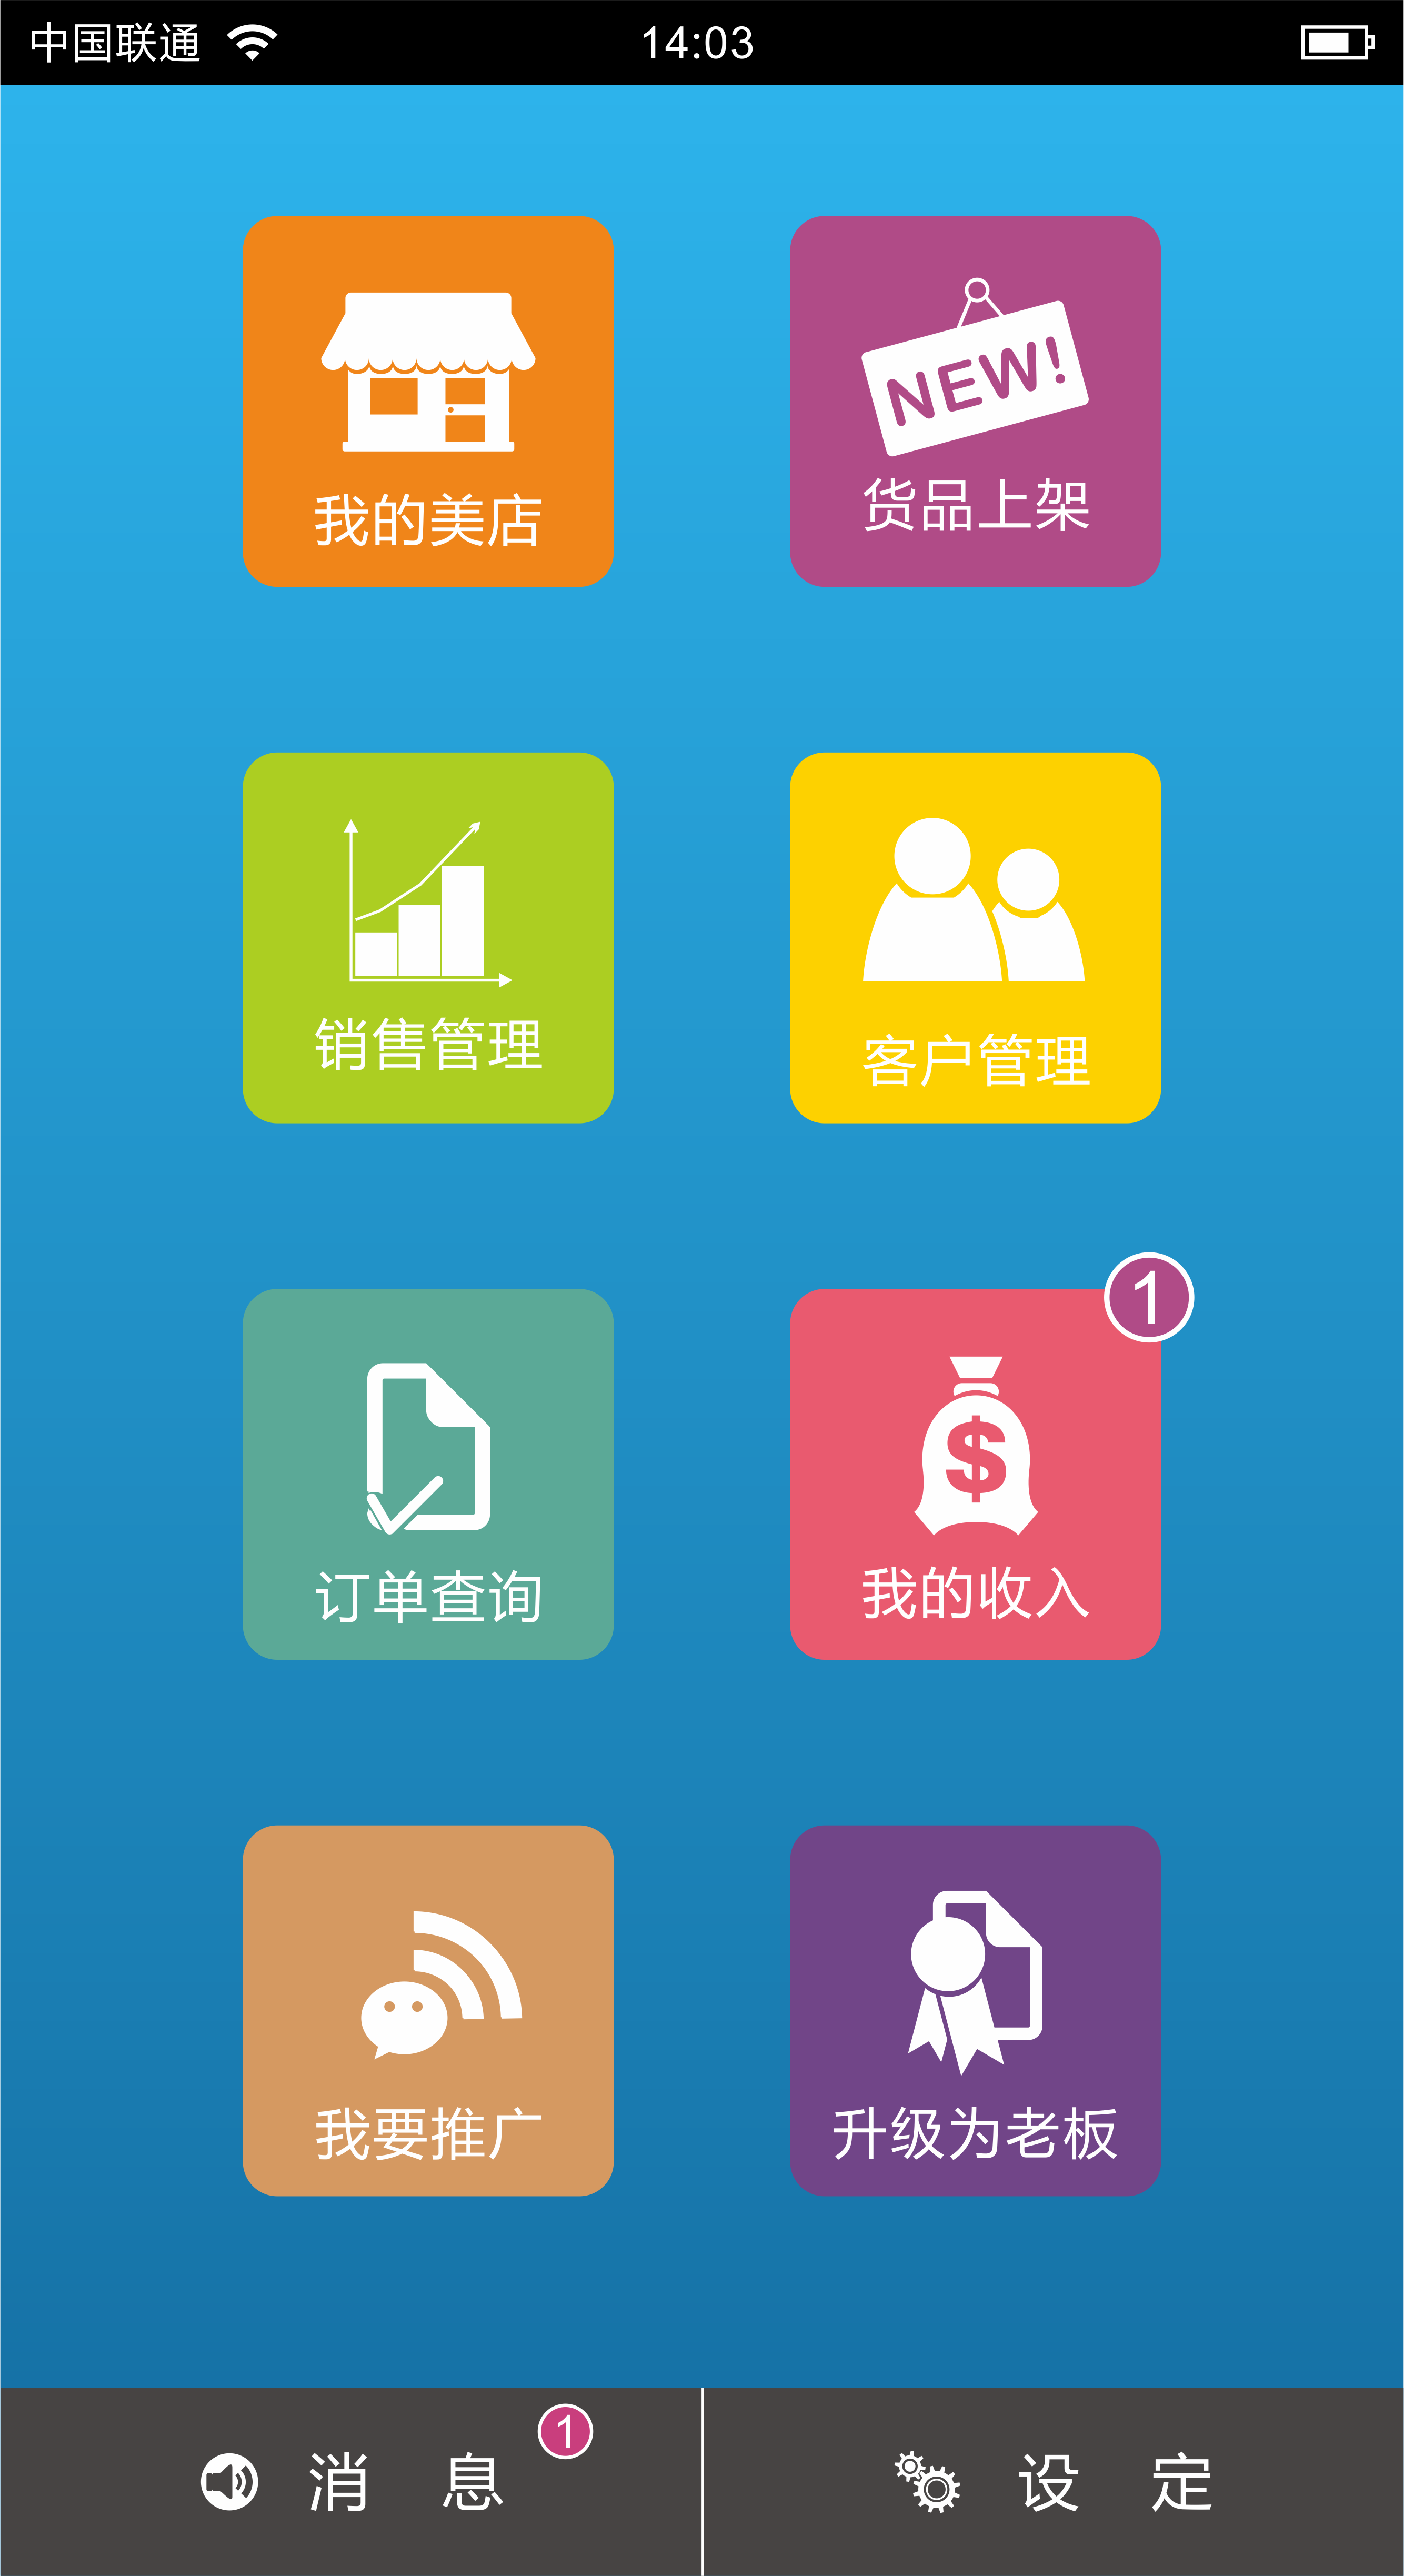 中国联通 14:03
我的美店
NEW!
货品上架
销售管理
客户管理
订单查询
1
$
我的收入
我要推广
升级为老板
消息 1
设定